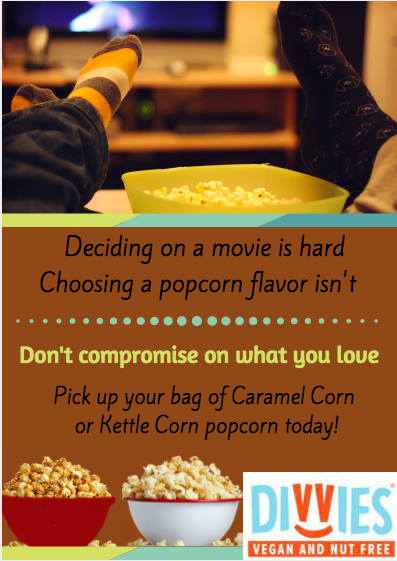 Deciding on a movie is hard
Choosing a popcorn flavor isn't
Don't compromise on what you love
Pick up your bag of Caramel Corn
or Kettle Corn popcorn today!
DIVVIES®
VEGAN AND NUT FREE